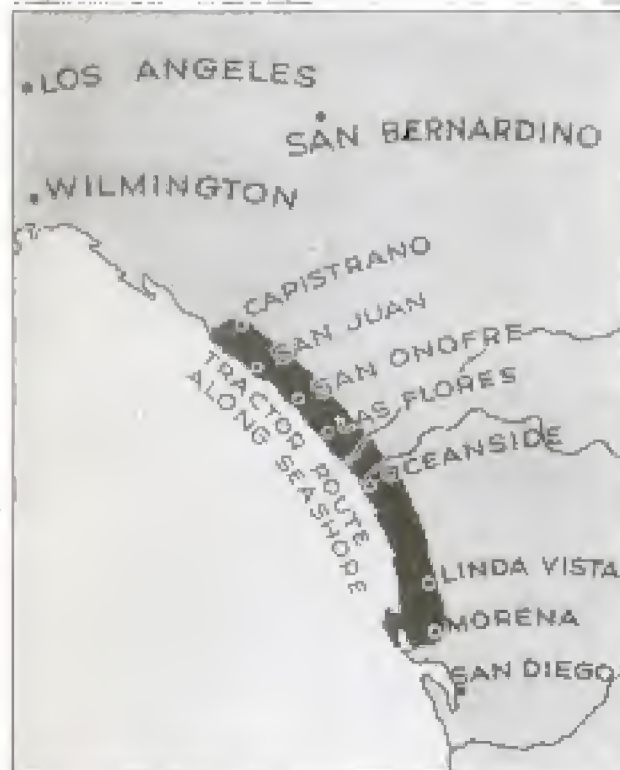 LOS ANGELES
SAN BERNARDINO
WILMINGTON
CAPISTRANO
SAN JUAN
SAN ONOFRE
LAS FLORES
OCEANSIDE
TRACTOR ROUTE
ALONG SEASHORE
LINDA VISTA
MORENA
SAN DIEGO